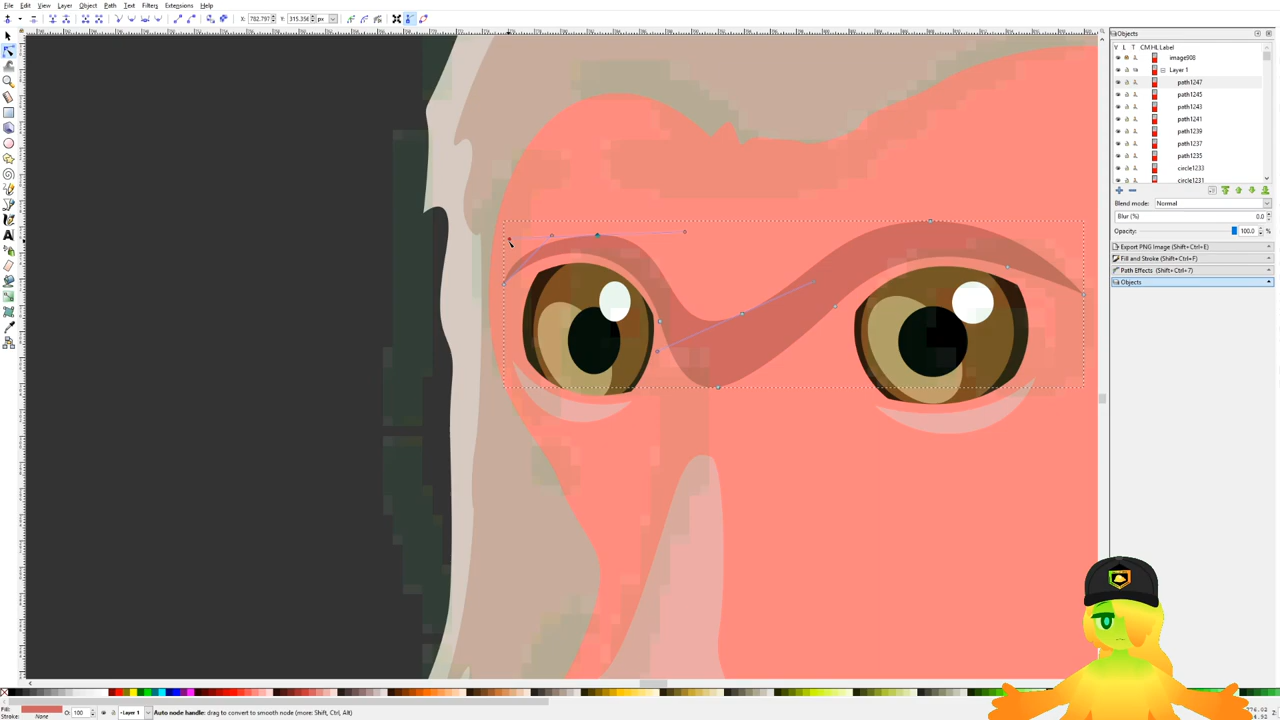 File Edit View Layer Object Path Text Filters Extensions Help
X: 782.797 Y: 315.356 px
Objects
V L T CM HL Label
image908
Layer 1
path1247
path1245
path1243
path1241
path1239
path1237
path1235
circle1233
circle1231
Blend mode: Normal
Blur (%) 0.0
Opacity: 100.0 %
Export PNG Image (Shift+Ctrl+E)
Fill and Stroke (Shift+Ctrl+F)
Path Effects (Shift+Ctrl+7)
Objects
Fill:
Stroke: None
O: 100
Layer 1
Auto node handle: drag to convert to smooth node (more: Shift, Ctrl, Alt)